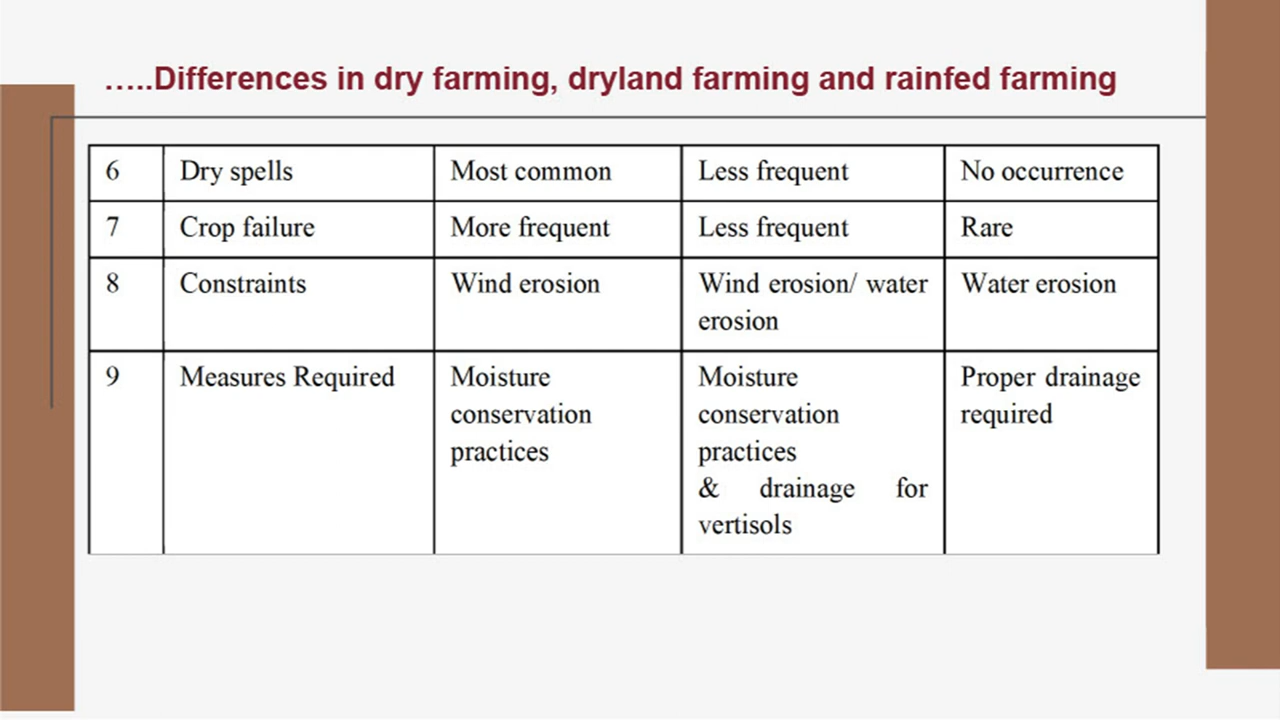 …..Differences in dry farming, dryland farming and rainfed farming
6 Dry spells Most common Less frequent No occurrence
7 Crop failure More frequent Less frequent Rare
8 Constraints Wind erosion Wind erosion/ water erosion Water erosion
9 Measures Required Moisture conservation practices Moisture conservation practices & drainage for vertisols Proper drainage required